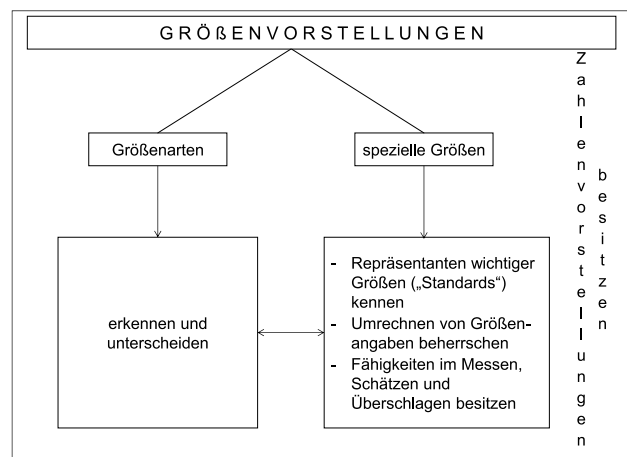 GRÖßENVORSTELLUNGEN
Größenarten
spezielle Größen
erkennen und
unterscheiden
- Repräsentanten wichtiger
Größen („Standards“)
kennen
- Umrechnen von Größen-
angaben beherrschen
- Fähigkeiten im Messen,
Schätzen und
Überschlagen besitzen
Zahlenvorstellungen
besitzen